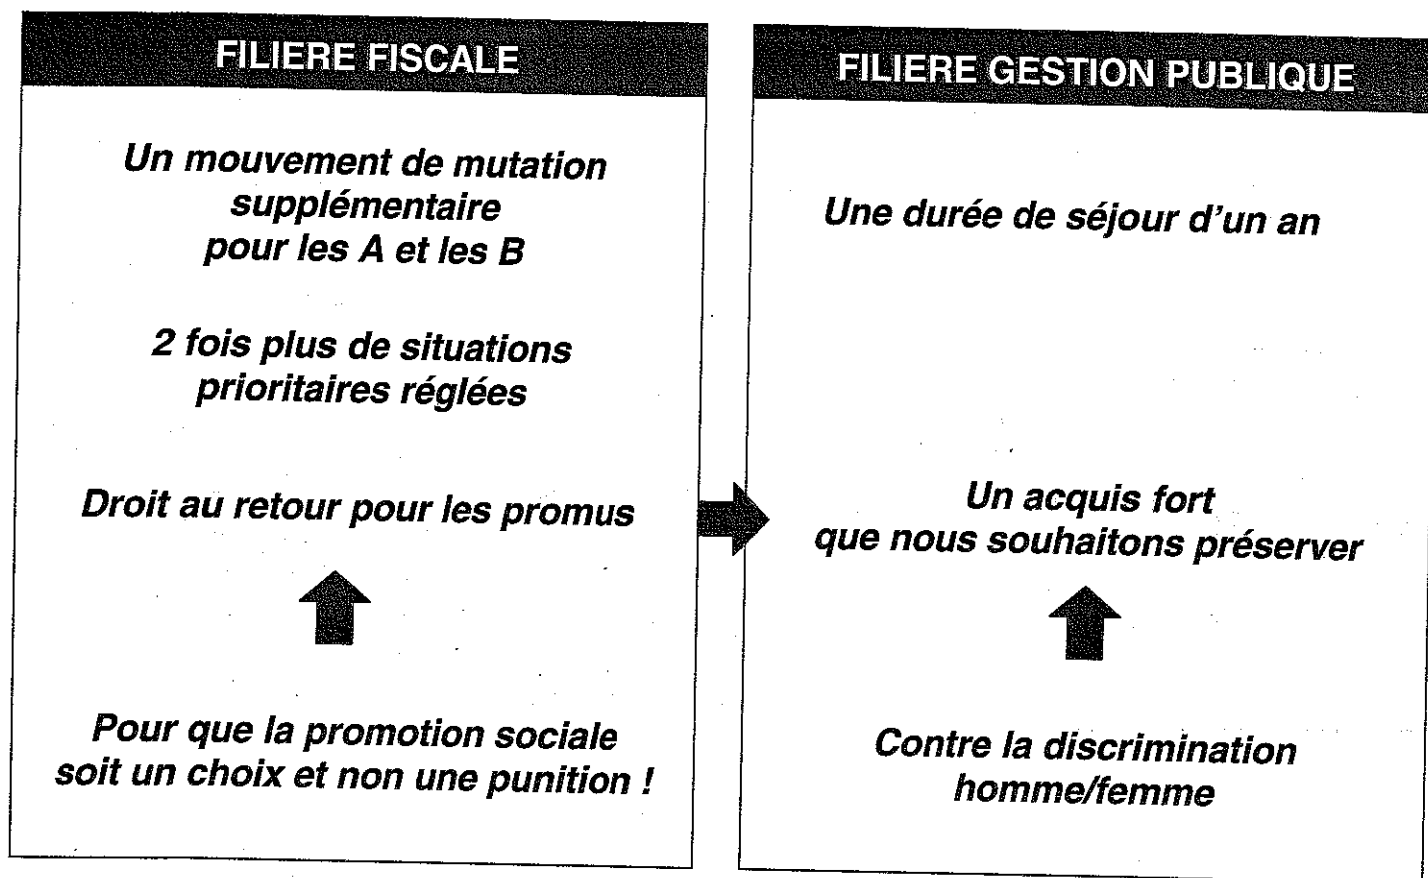 FILIERE FISCALE
Un mouvement de mutation
supplémentaire
pour les A et les B
2 fois plus de situations
prioritaires réglées
Droit au retour pour les promus
Pour que la promotion sociale
soit un choix et non une punition !
FILIERE GESTION PUBLIQUE
Une durée de séjour d'un an
Un acquis fort
que nous souhaitons préserver
Contre la discrimination
homme/femme